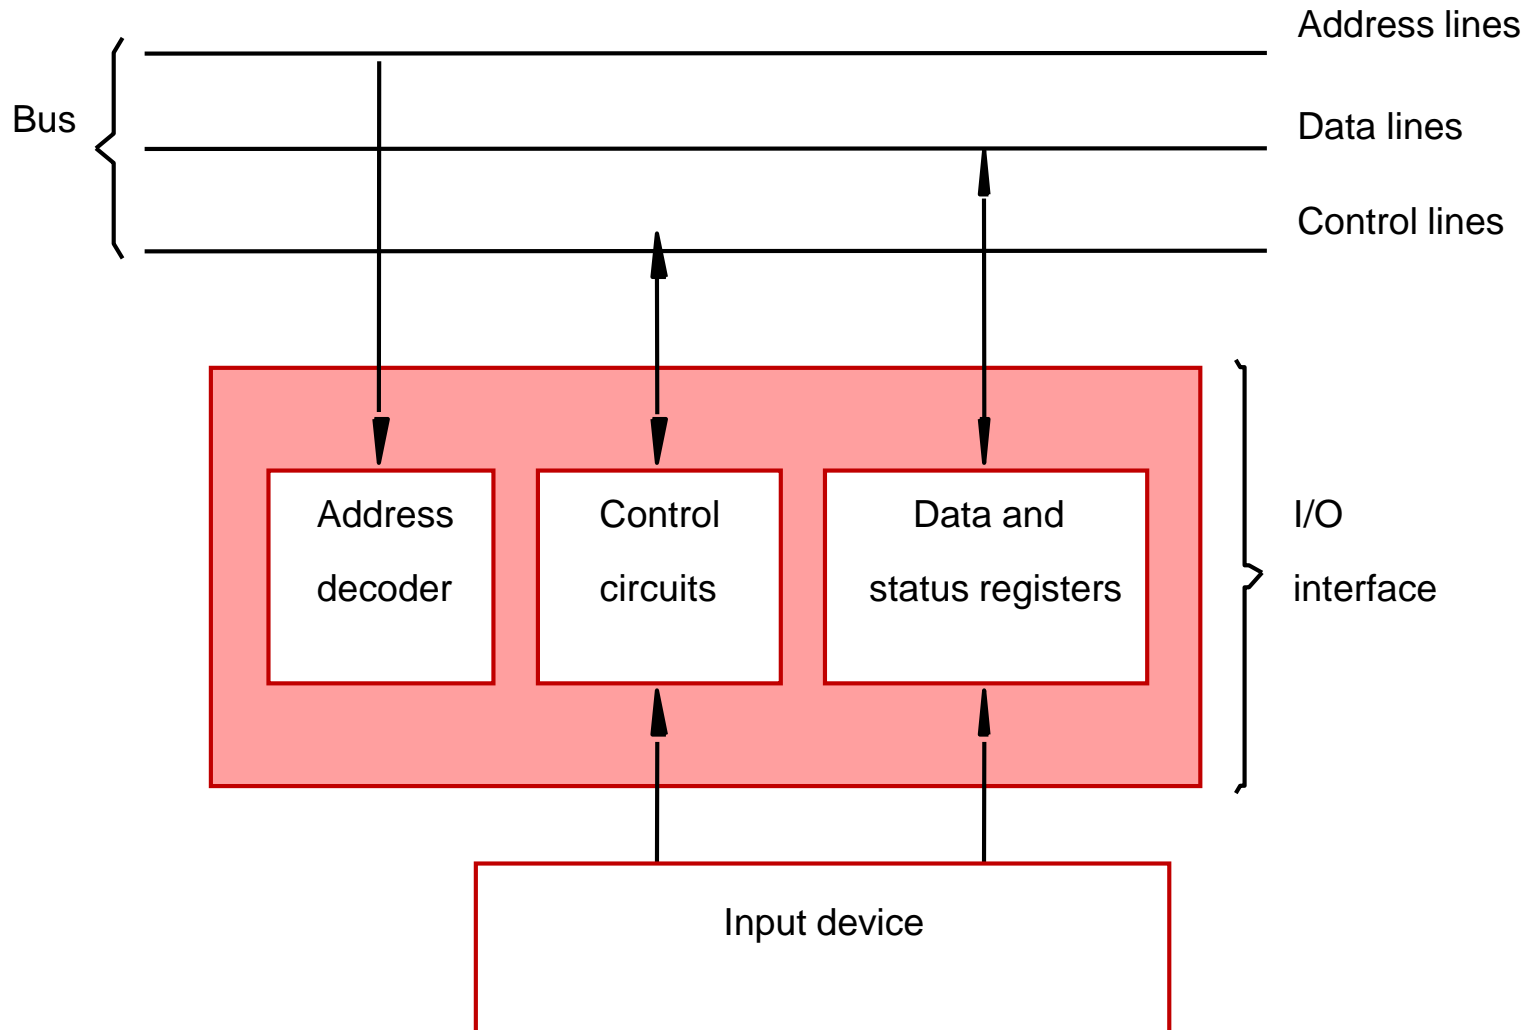 Address lines
Bus
Data lines
Control lines
Address
decoder
Control
circuits
Data and
status registers
I/O
interface
Input device